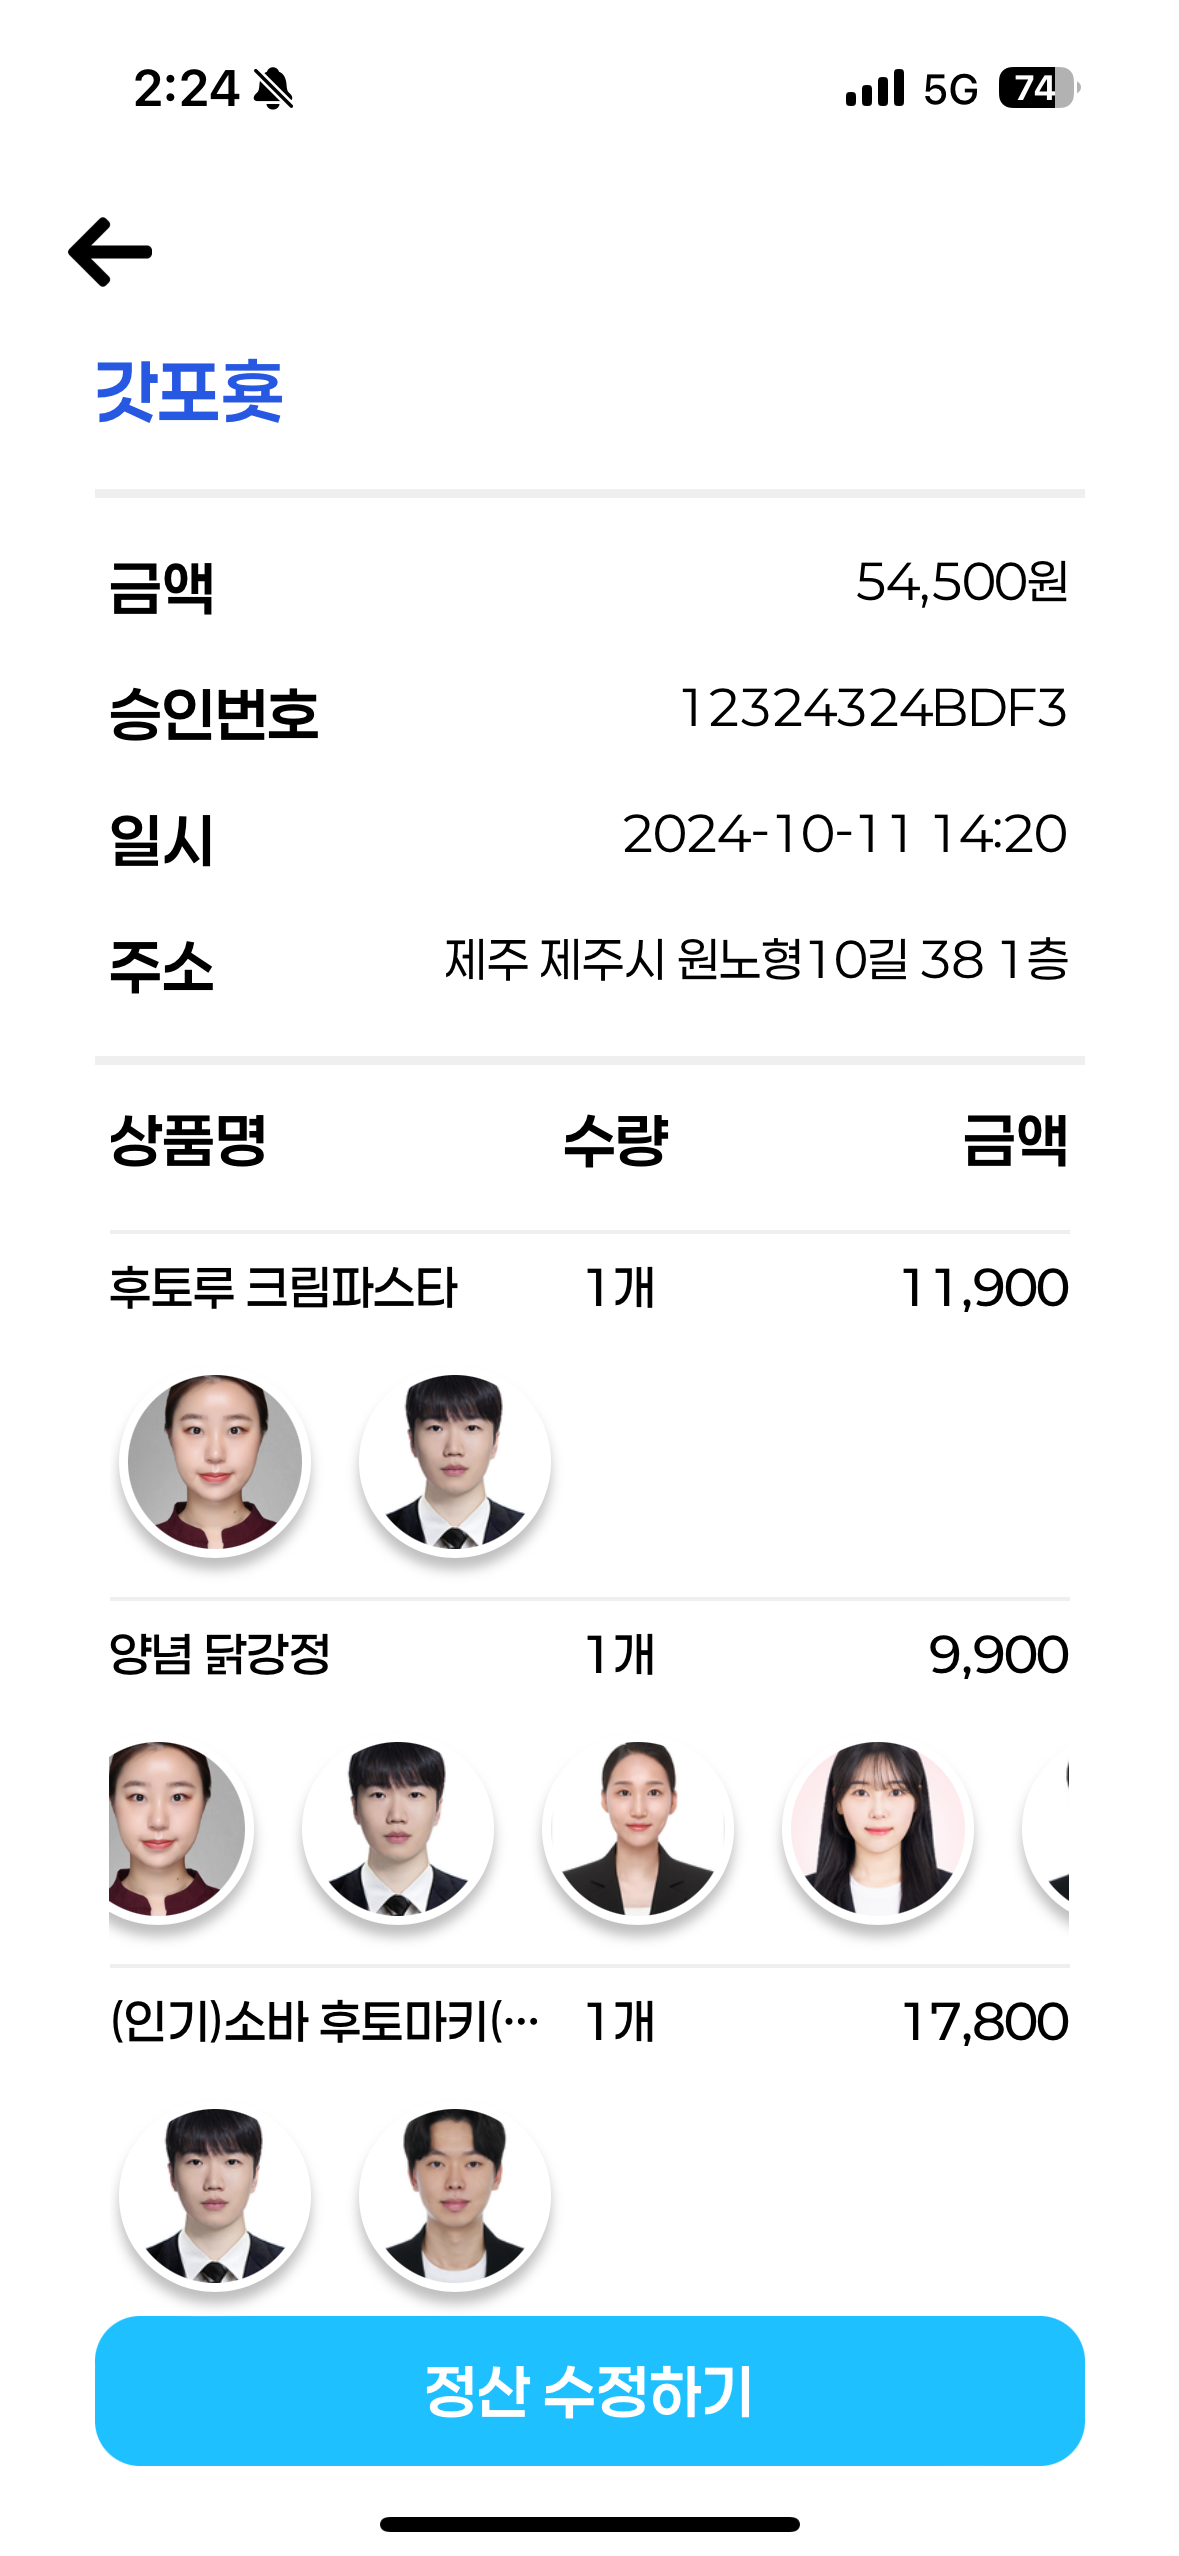 2:24 5G 74
갓포횻
금액 54,500원
승인번호 12324324BDF3
일시 2024-10-11 14:20
주소 제주 제주시 원노형10길 38 1층
상품명 수량 금액
후토루 크림파스타 1개 11,900
양념 닭강정 1개 9,900
(인기)소바 후토마키(… 1개 17,800
정산 수정하기